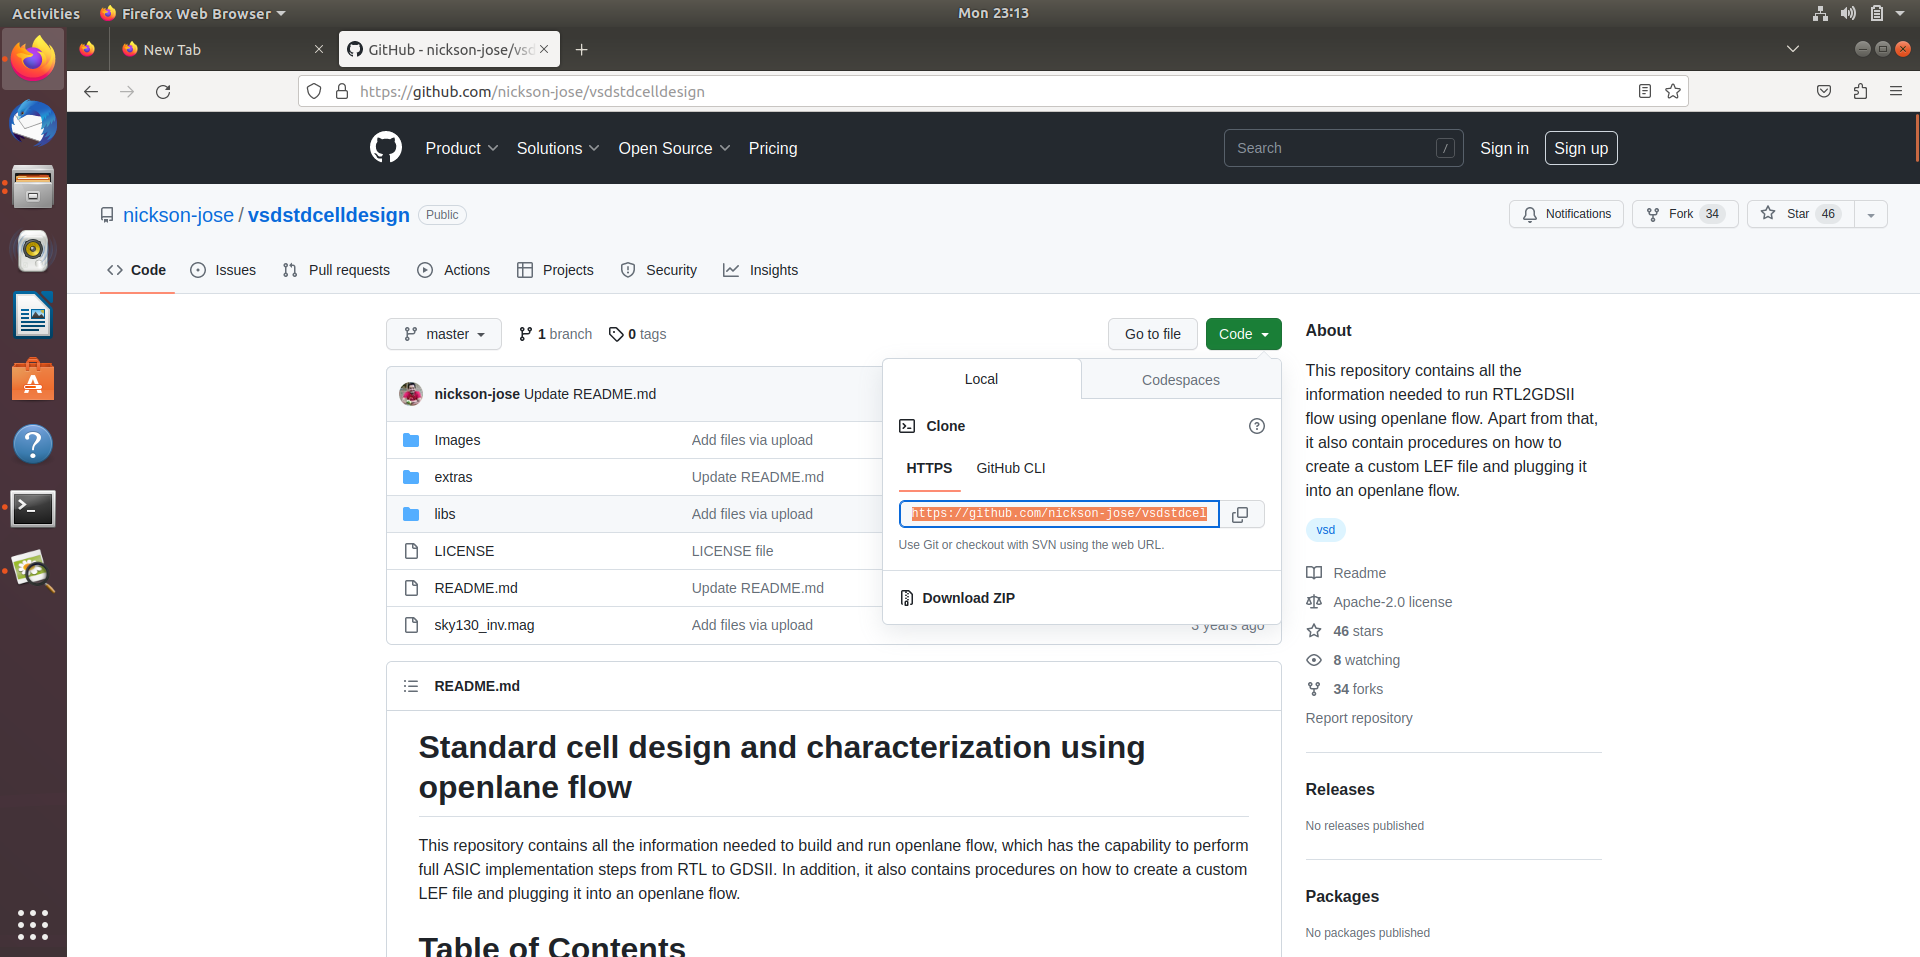 Activities
Firefox Web Browser
Mon 23:13
New Tab
GitHub - nickson-jose/vsd
https://github.com/nickson-jose/vsdstdcelldesign
Product
Solutions
Open Source
Pricing
Search
/
Sign in
Sign up
nickson-jose / vsdstdcelldesign
Public
Notifications
Fork 34
Star 46
Code
Issues
Pull requests
Actions
Projects
Security
Insights
master
1 branch
0 tags
Go to file
Code
nickson-jose Update README.md
Images Add files via upload
extras Update README.md
libs Add files via upload
LICENSE LICENSE file
README.md Update README.md
sky130_inv.mag Add files via upload 3 years ago
Local
Codespaces
Clone
HTTPS
GitHub CLI
https://github.com/nickson-jose/vsdstdcel
Use Git or checkout with SVN using the web URL.
Download ZIP
README.md
Standard cell design and characterization using
openlane flow
This repository contains all the information needed to build and run openlane flow, which has the capability to perform
full ASIC implementation steps from RTL to GDSII. In addition, it also contains procedures on how to create a custom
LEF file and plugging it into an openlane flow.
Table of Contents
About
This repository contains all the
information needed to run RTL2GDSII
flow using openlane flow. Apart from that,
it also contain procedures on how to
create a custom LEF file and plugging it
into an openlane flow.
vsd
Readme
Apache-2.0 license
46 stars
8 watching
34 forks
Report repository
Releases
No releases published
Packages
No packages published